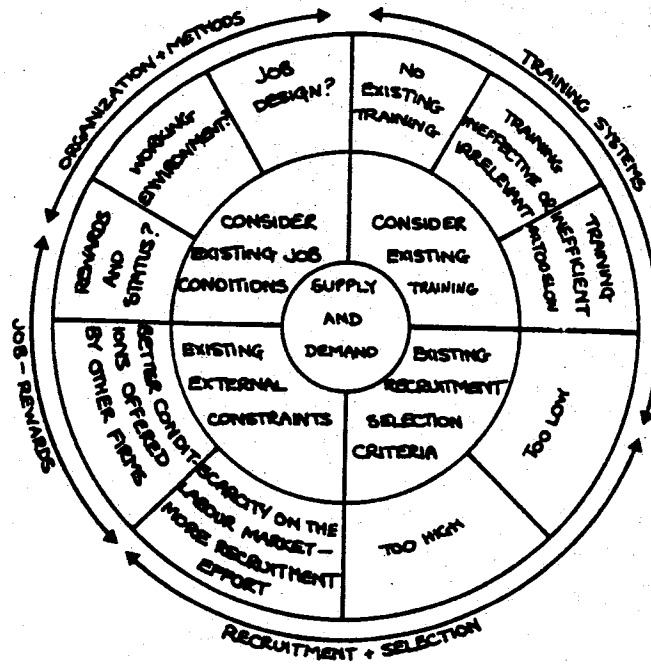 ORGANIZATION + METHODS
TRAINING SYSTEMS
RECRUITMENT + SELECTION
JOB-REWARDS
JOB
DESIGN?
NO
EXISTING
TRAINING
TRAINING
INEFFECTIVE OR
IRRELEVANT
TRAINING
INEFFICIENT
TOO LOW
TOO HIGH
SCARCITY ON THE
LABOUR MARKET—
MORE RECRUITMENT
EFFORT
BETTER CONDIT-
IONS OFFERED
BY OTHER FIRMS
REWARDS
AND
STATUS?
WORKING
ENVIRONMENT?
CONSIDER
EXISTING JOB
CONDITIONS
CONSIDER
EXISTING
TRAINING
EXISTING
RECRUITMENT
SELECTION
CRITERIA
EXISTING
EXTERNAL
CONSTRAINTS
SUPPLY
AND
DEMAND